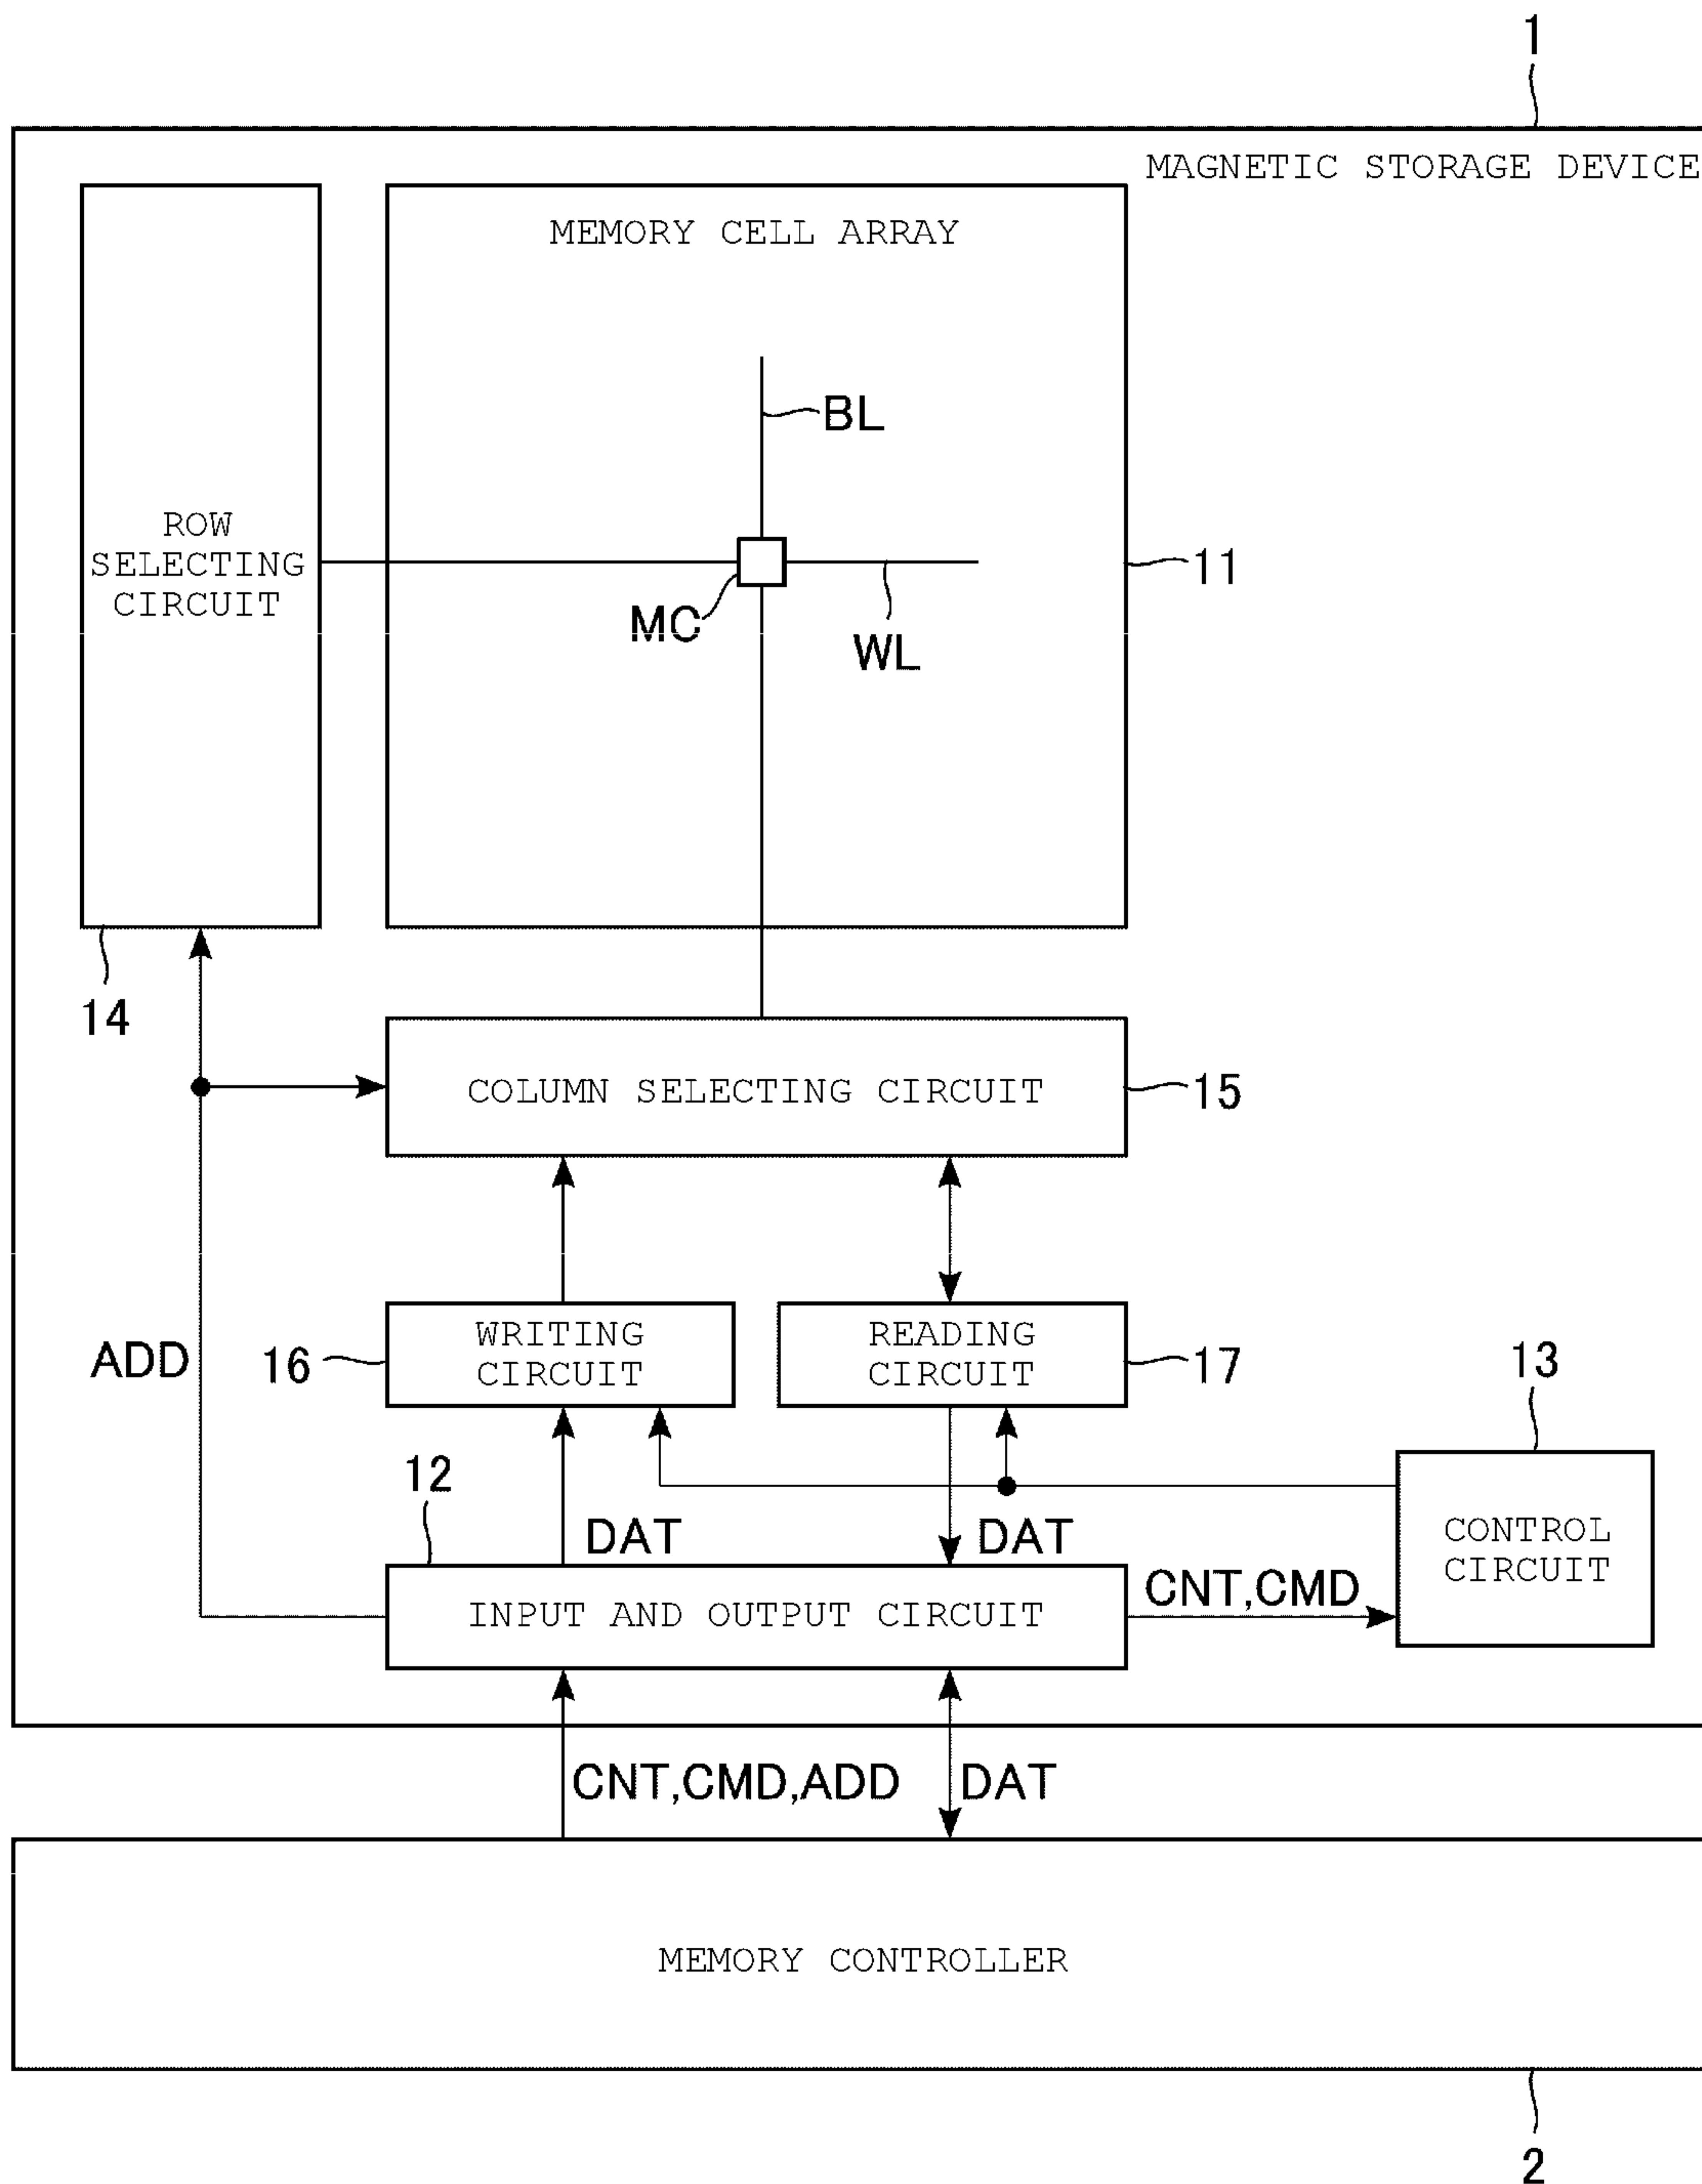 1
MAGNETIC STORAGE DEVICE
MEMORY CELL ARRAY
BL
ROW
SELECTING
CIRCUIT
11
MC
WL
14
COLUMN SELECTING CIRCUIT
15
ADD
16
WRITING
CIRCUIT
READING
CIRCUIT
17
13
12
DAT
DAT
CONTROL
CIRCUIT
CNT,CMD
INPUT AND OUTPUT CIRCUIT
CNT,CMD,ADD
DAT
MEMORY CONTROLLER
2